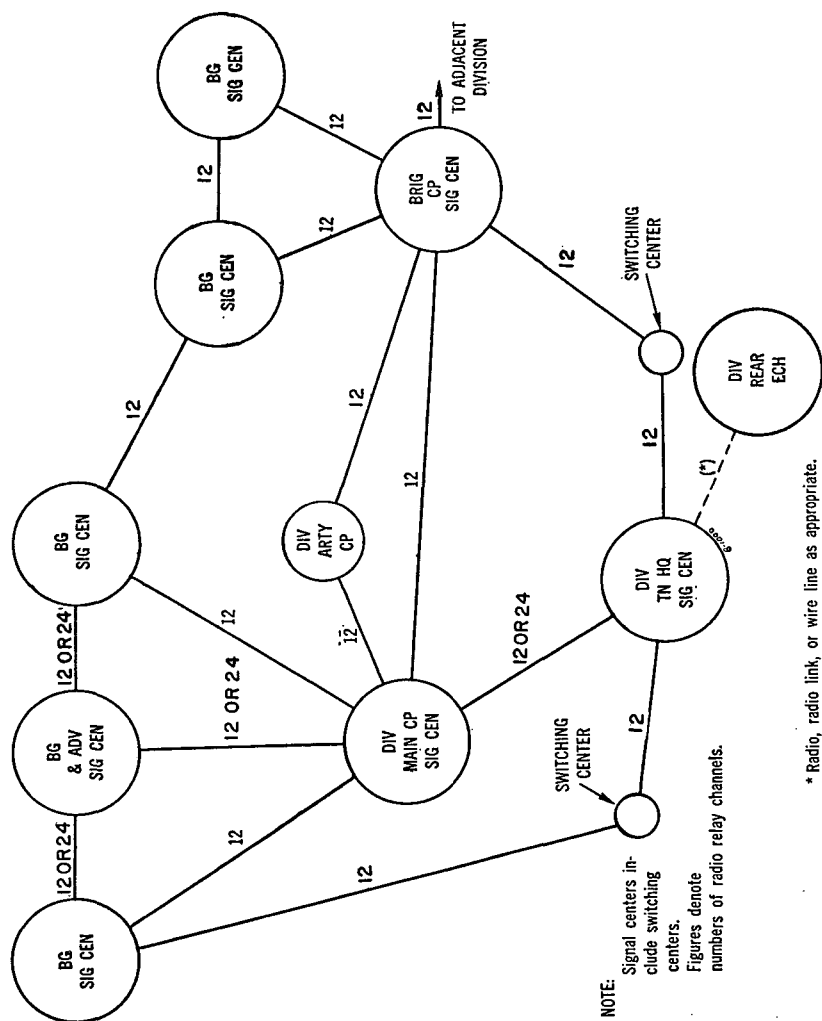 BG
SIG CEN
.12 OR 24
BG
& ADV
SIG CEN
12 OR 24
BG
SIG CEN
12
BG
SIG CEN
12
BG
SIG GEN
12
12 OR 24
12
12
12
12
DIV
ARTY
CP
12
12
12
DIV
MAIN CP
SIG CEN
12
BRIG
CP
SIG CEN
12
TO ADJACENT
DIVISION
12 OR 24
12
SWITCHING
CENTER
SWITCHING
CENTER
12
DIV
TN HQ
SIG CEN
12
(*)
DIV
REAR
ECH
NOTE:
Signal centers in-
clude switching
centers.
Figures denote
numbers of radio relay channels.
* Radio, radio link, or wire line as appropriate.